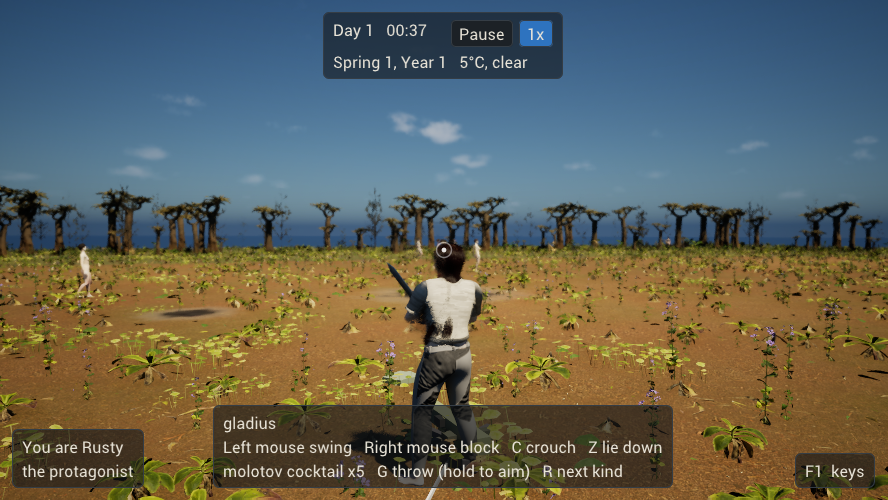 Day 1 00:37 Pause 1x
Spring 1, Year 1 5°C, clear
gladius
Left mouse swing Right mouse block C crouch Z lie down
molotov cocktail x5 G throw (hold to aim) R next kind
You are Rusty
the protagonist
F1 keys